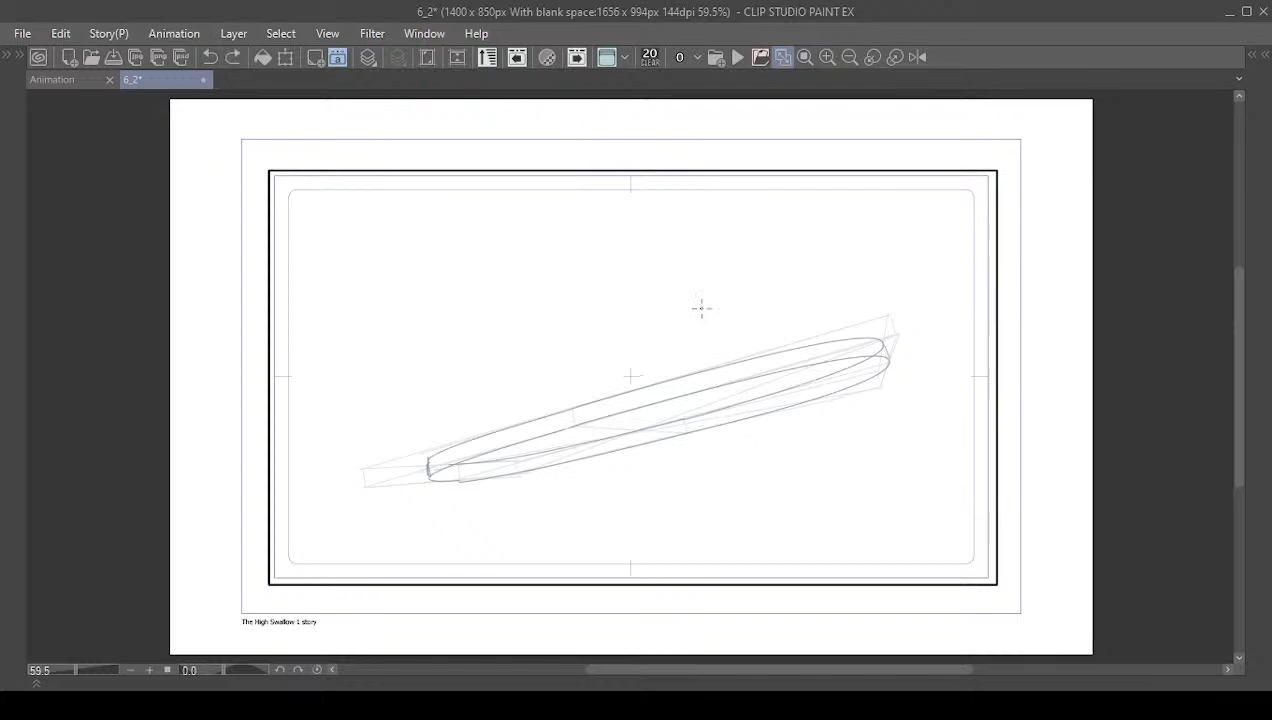 6_2* (1400 x 850px With blank space:1656 x 994px 144dpi 59.5%) - CLIP STUDIO PAINT EX
File Edit Story(P) Animation Layer Select View Filter Window Help
20 CLEAR 0
Animation 6_2*
The High Swallow 1 story
59.5 0.0